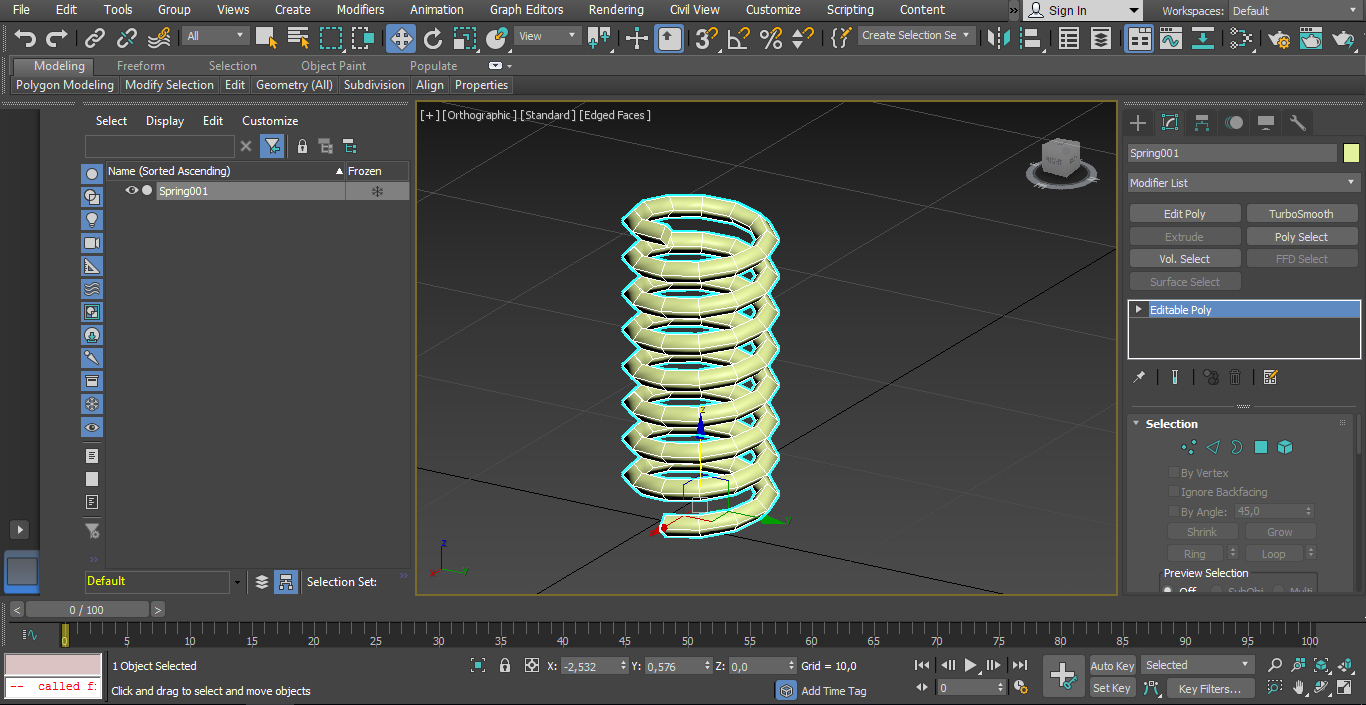 File Edit Tools Group Views Create Modifiers Animation Graph Editors Rendering Civil View Customize Scripting Content » Sign In Workspaces: Default
All View 3 Create Selection Se
Modeling Freeform Selection Object Paint Populate
Polygon Modeling Modify Selection Edit Geometry (All) Subdivision Align Properties
Select Display Edit Customize
Name (Sorted Ascending) Frozen
Spring001
[+] [Orthographic] [Standard] [Edged Faces]
RIGHT
z
y
z
x
y
Spring001
Modifier List
Edit Poly TurboSmooth
Extrude Poly Select
Vol. Select FFD Select
Surface Select
Editable Poly
Selection
By Vertex
Ignore Backfacing
By Angle: 45,0
Shrink Grow
Ring Loop
Preview Selection
Off SubObj Multi
Default Selection Set: »
< 0 / 100 >
0 5 10 15 20 25 30 35 40 45 50 55 60 65 70 75 80 85 90 95 100
1 Object Selected X: -2,532 Y: 0,576 Z: 0,0 Grid = 10,0 Auto Key Selected
-- called f
Click and drag to select and move objects Add Time Tag 0 Set Key Key Filters...